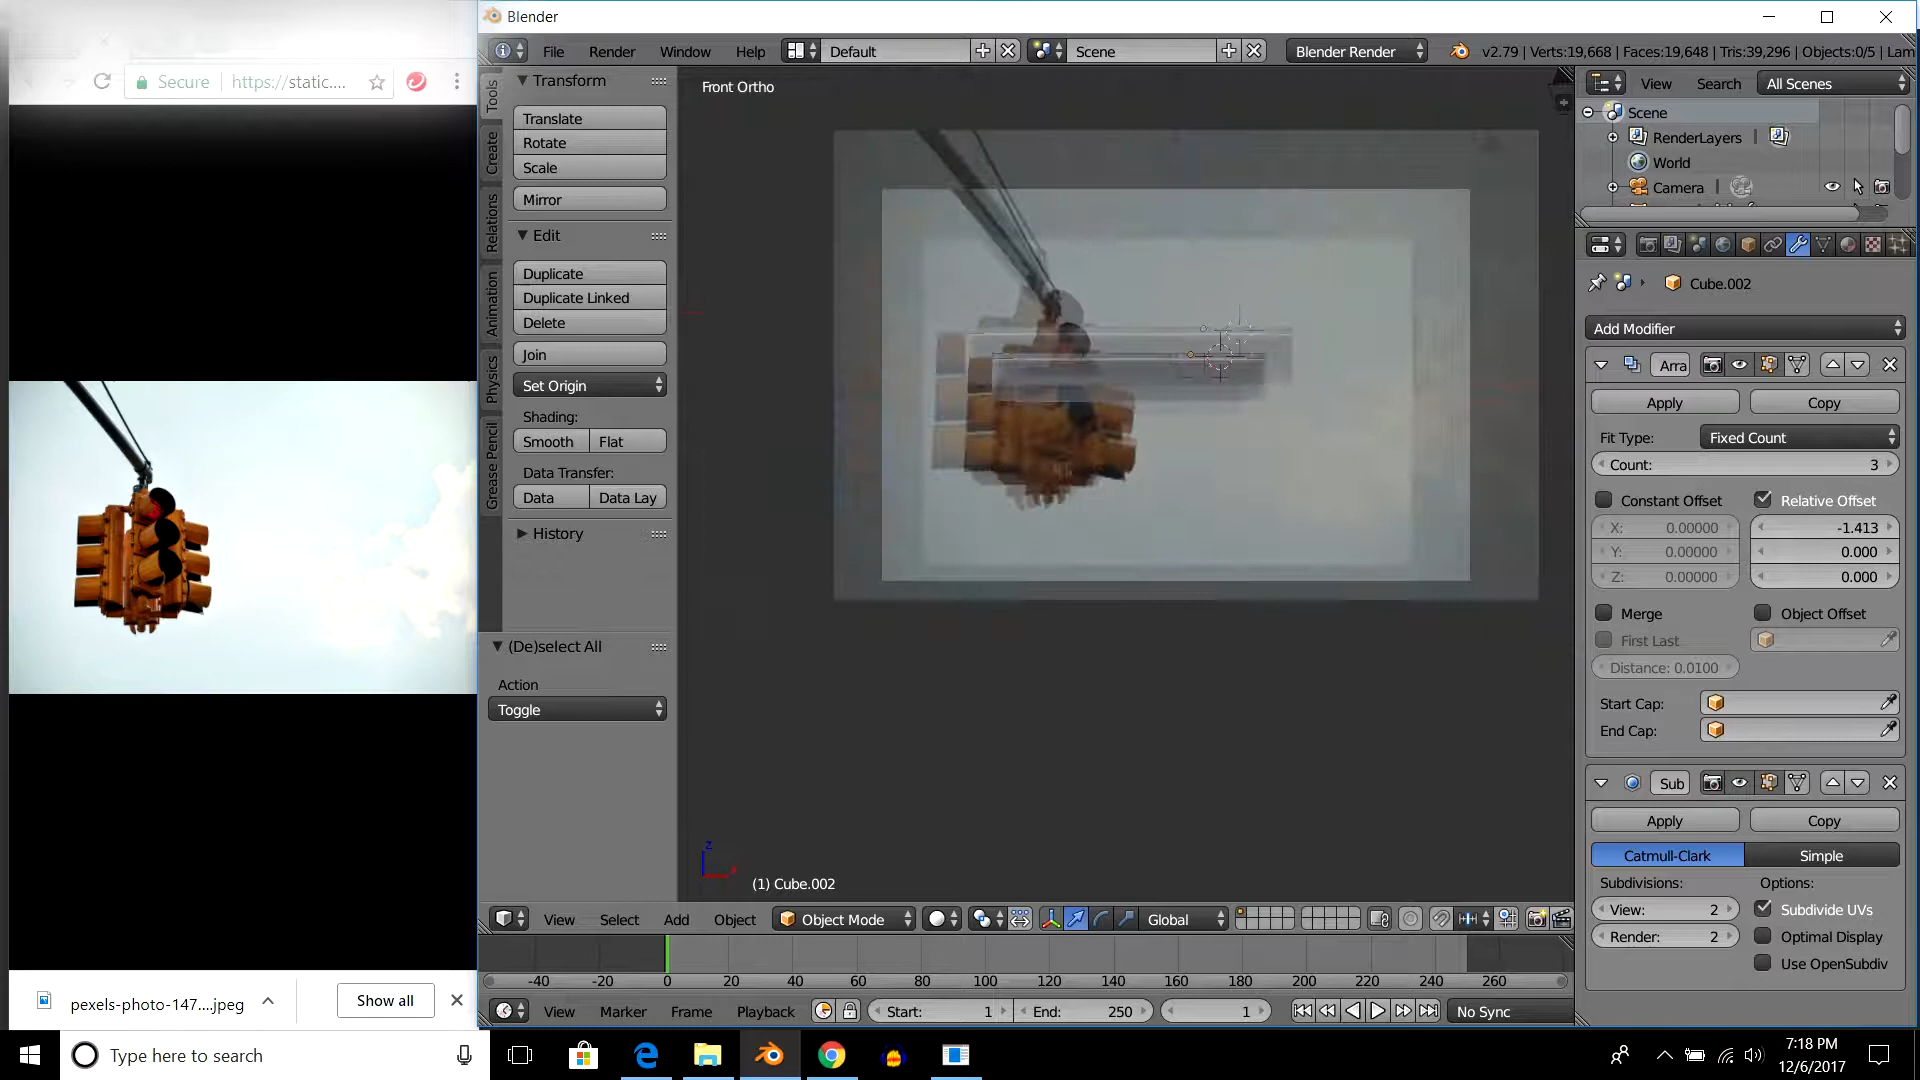 Blender
Secure
https://static....
File
Render
Window
Help
Default
Scene
Blender Render
v2.79 | Verts:19,668 | Faces:19,648 | Tris:39,296 | Objects:0/5 | Lam
Tools
Create
Relations
Animation
Physics
Grease Pencil
Transform
Translate
Rotate
Scale
Mirror
Edit
Duplicate
Duplicate Linked
Delete
Join
Set Origin
Shading:
Smooth
Flat
Data Transfer:
Data
Data Lay
History
(De)select All
Action
Toggle
Front Ortho
z
(1) Cube.002
View
Search
All Scenes
Scene
RenderLayers
World
Camera
Cube.002
Add Modifier
Arra
Apply
Copy
Fit Type:
Fixed Count
Count:
3
Constant Offset
Relative Offset
X:
0.00000
-1.413
Y:
0.00000
0.000
Z:
0.00000
0.000
Merge
Object Offset
First Last
Distance: 0.0100
Start Cap:
End Cap:
Sub
Apply
Copy
Catmull-Clark
Simple
Subdivisions:
Options:
View:
2
Subdivide UVs
Render:
2
Optimal Display
Use OpenSubdiv
View
Select
Add
Object
Object Mode
Global
-40
-20
0
20
40
60
80
100
120
140
160
180
200
220
240
260
View
Marker
Frame
Playback
Start:
1
End:
250
1
No Sync
pexels-photo-147....jpeg
Show all
Type here to search
7:18 PM
12/6/2017